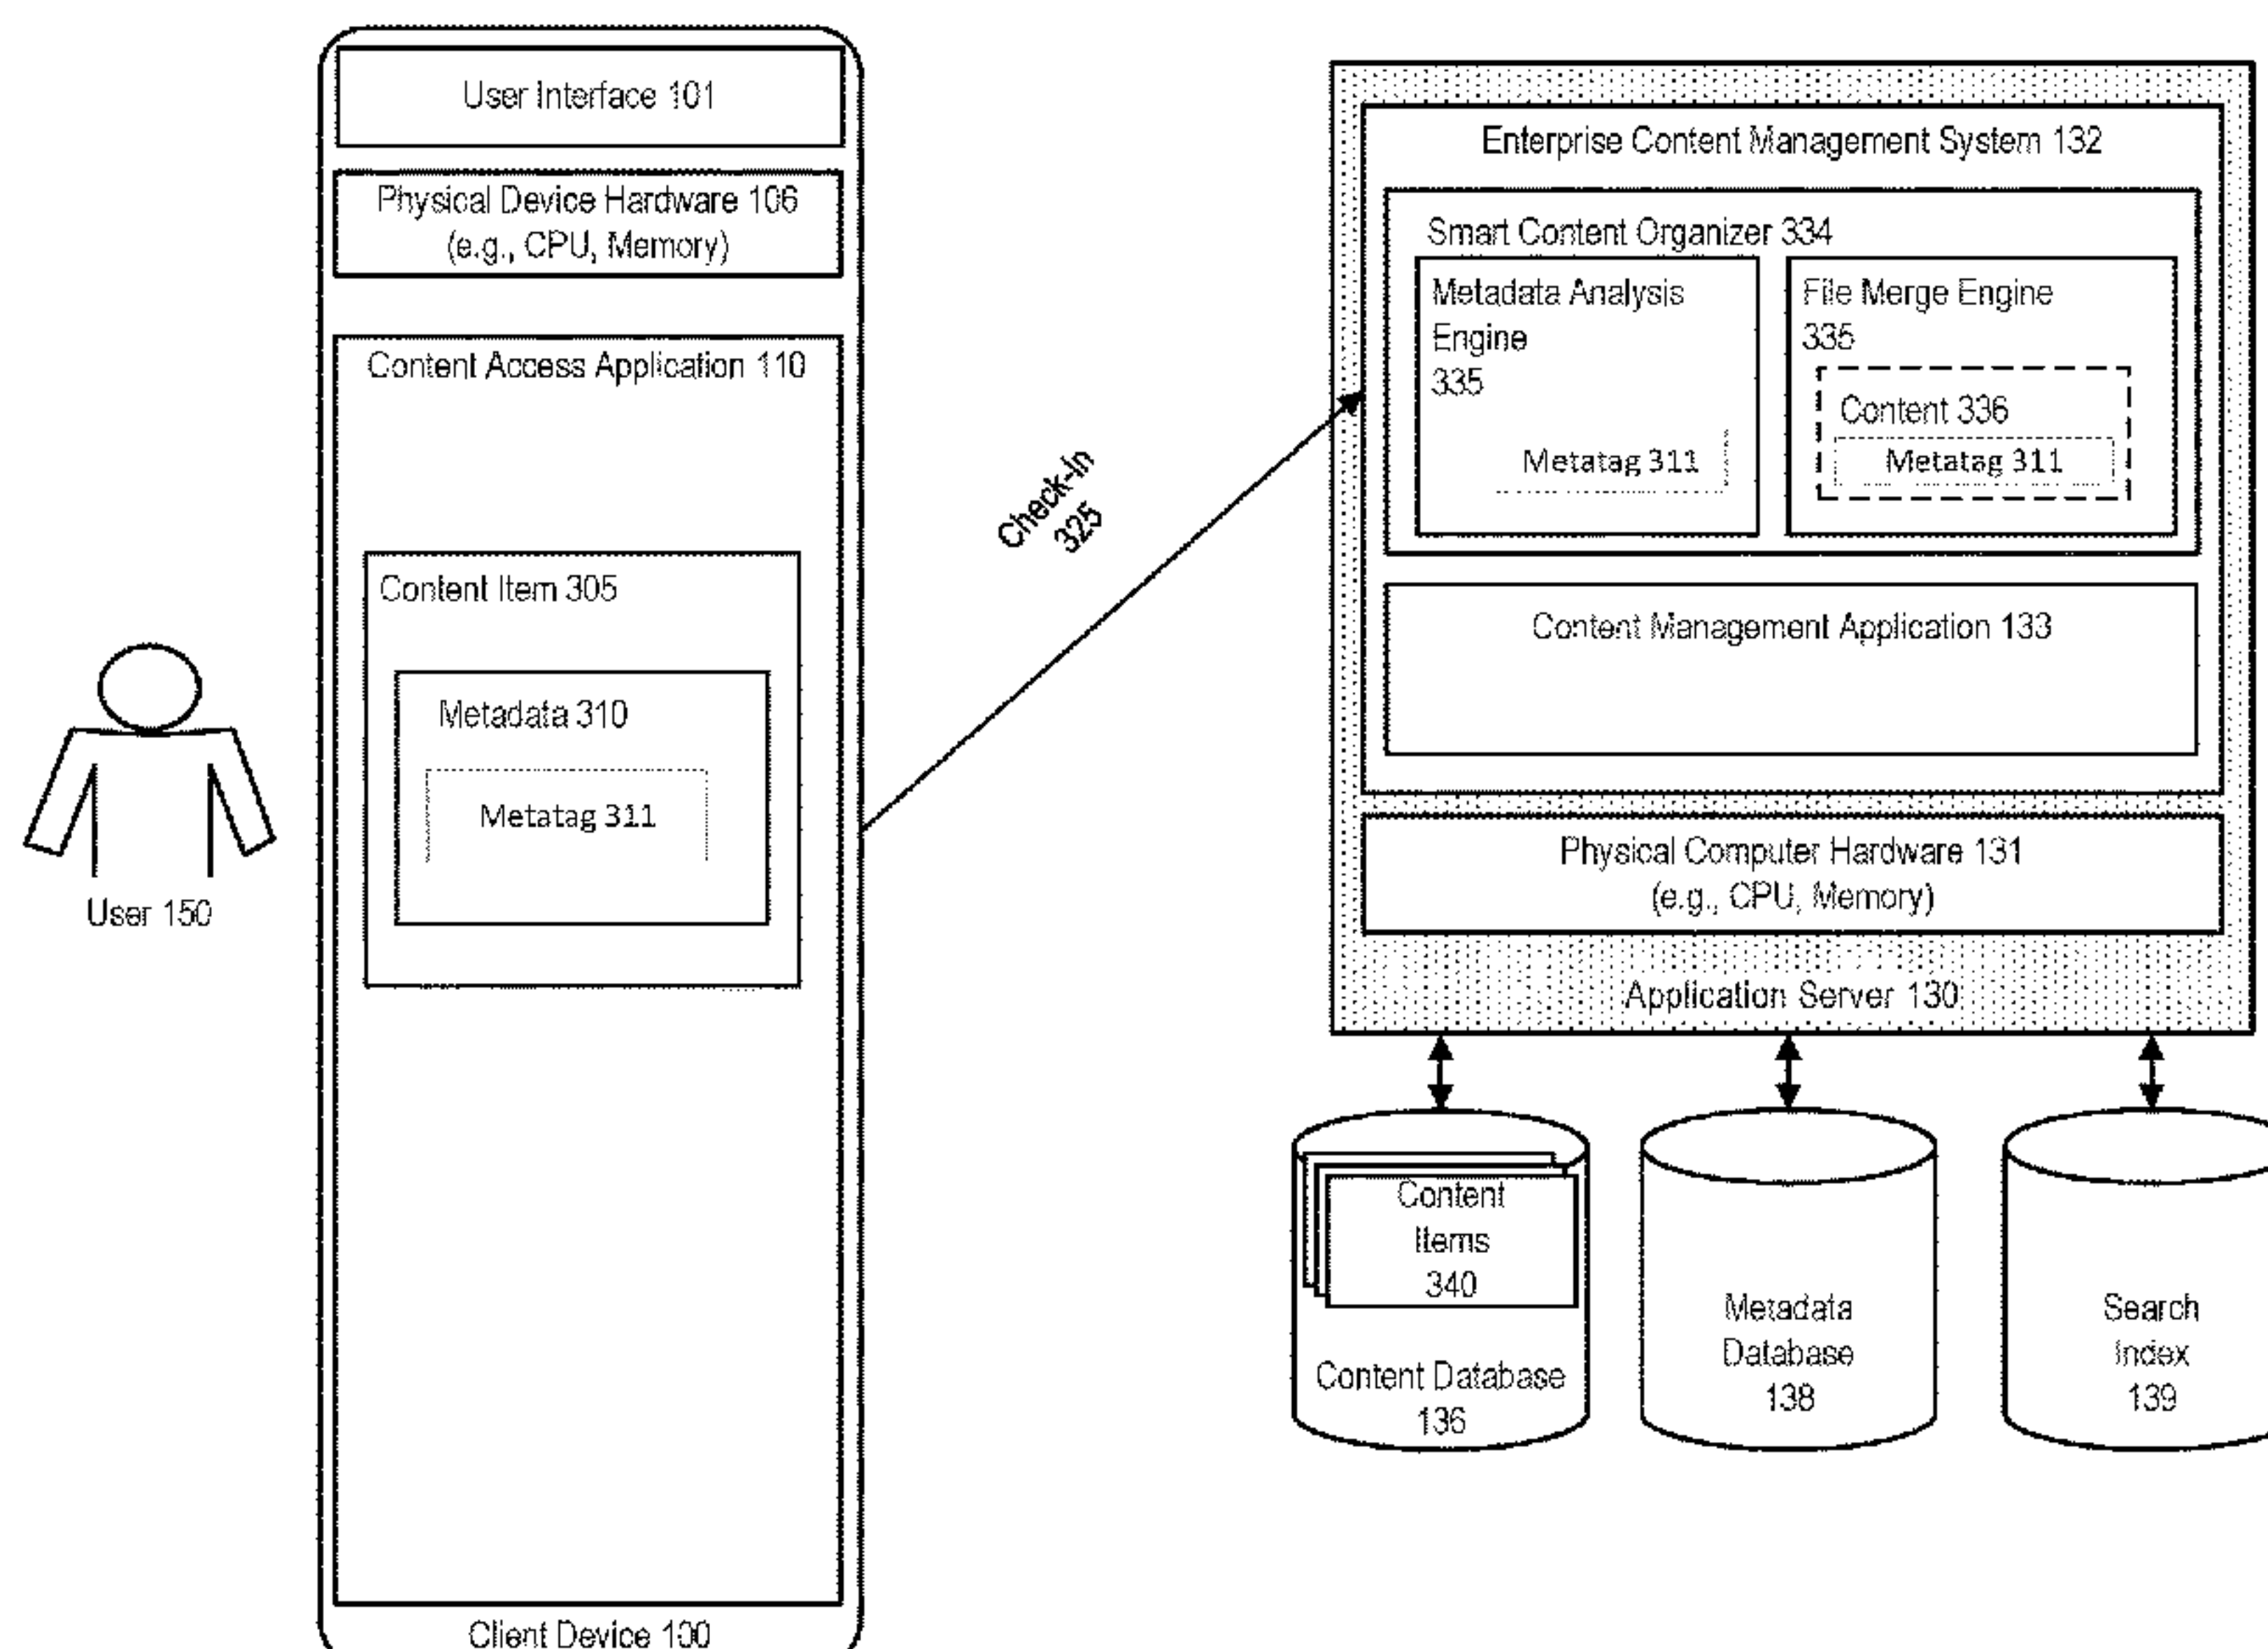 User Interface 101
Physical Device Hardware 106
(e.g., CPU, Memory)
Content Access Application 110
Content Item 305
Metadata 310
Metatag 311
User 150
Client Device 100
Check-In
325
Enterprise Content Management System 132
Smart Content Organizer 334
Metadata Analysis
Engine
335
Metatag 311
File Merge Engine
335
Content 336
Metatag 311
Content Management Application 133
Physical Computer Hardware 131
(e.g., CPU, Memory)
Application Server 130
Content
Items
340
Content Database
136
Metadata
Database
138
Search
Index
139